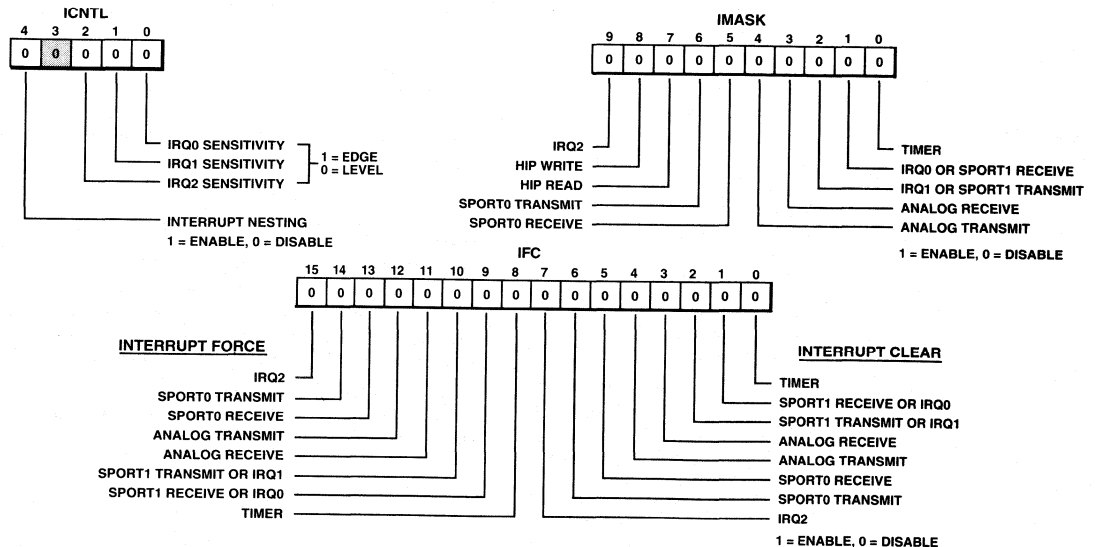 ICNTL
4 3 2 1 0
0 0 0 0 0
IRQ0 SENSITIVITY
IRQ1 SENSITIVITY
IRQ2 SENSITIVITY
1 = EDGE
0 = LEVEL
INTERRUPT NESTING
1 = ENABLE, 0 = DISABLE
IMASK
9 8 7 6 5 4 3 2 1 0
0 0 0 0 0 0 0 0 0 0
IRQ2
HIP WRITE
HIP READ
SPORT0 TRANSMIT
SPORT0 RECEIVE
TIMER
IRQ0 OR SPORT1 RECEIVE
IRQ1 OR SPORT1 TRANSMIT
ANALOG RECEIVE
ANALOG TRANSMIT
1 = ENABLE, 0 = DISABLE
IFC
15 14 13 12 11 10 9 8 7 6 5 4 3 2 1 0
0 0 0 0 0 0 0 0 0 0 0 0 0 0 0 0
INTERRUPT FORCE
IRQ2
SPORT0 TRANSMIT
SPORT0 RECEIVE
ANALOG TRANSMIT
ANALOG RECEIVE
SPORT1 TRANSMIT OR IRQ1
SPORT1 RECEIVE OR IRQ0
TIMER
INTERRUPT CLEAR
TIMER
SPORT1 RECEIVE OR IRQ0
SPORT1 TRANSMIT OR IRQ1
ANALOG RECEIVE
ANALOG TRANSMIT
SPORT0 RECEIVE
SPORT0 TRANSMIT
IRQ2
1 = ENABLE, 0 = DISABLE